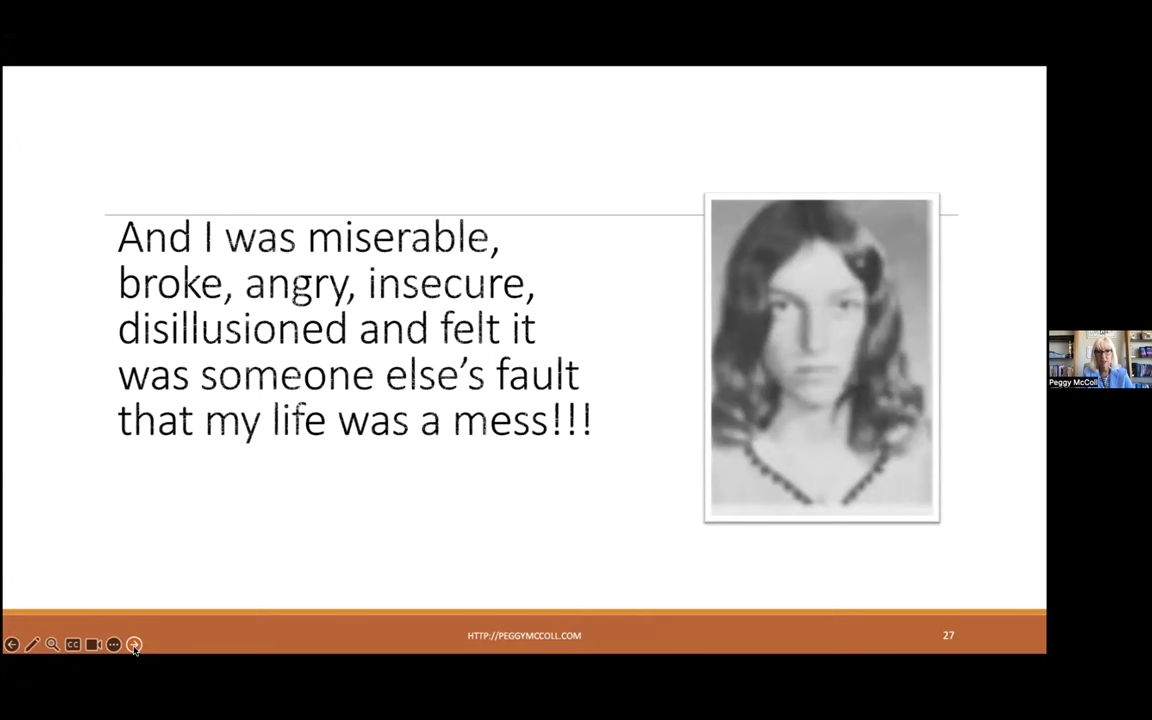 And I was miserable,
broke, angry, insecure,
disillusioned and felt it
was someone else’s fault
that my life was a mess!!!
Peggy McColl
CC
HTTP://PEGGYMCCOLL.COM
27